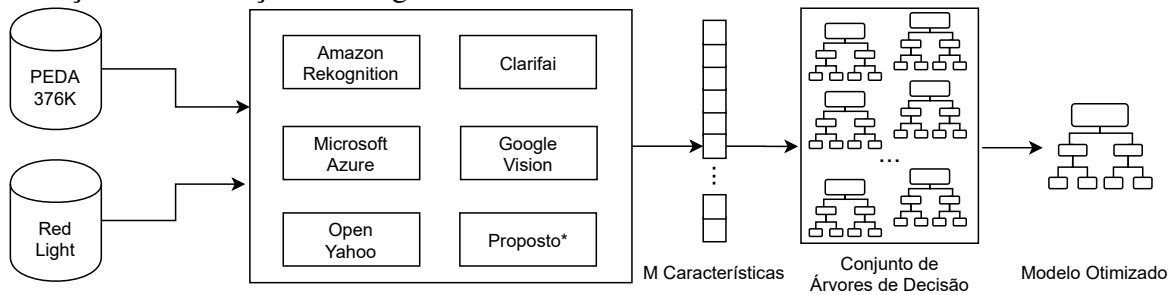 PEDA
376K
Red
Light
Amazon
Rekognition
Clarifai
Microsoft
Azure
Google
Vision
Open
Yahoo
Proposto*
M Características
...
Conjunto de
Árvores de Decisão
Modelo Otimizado